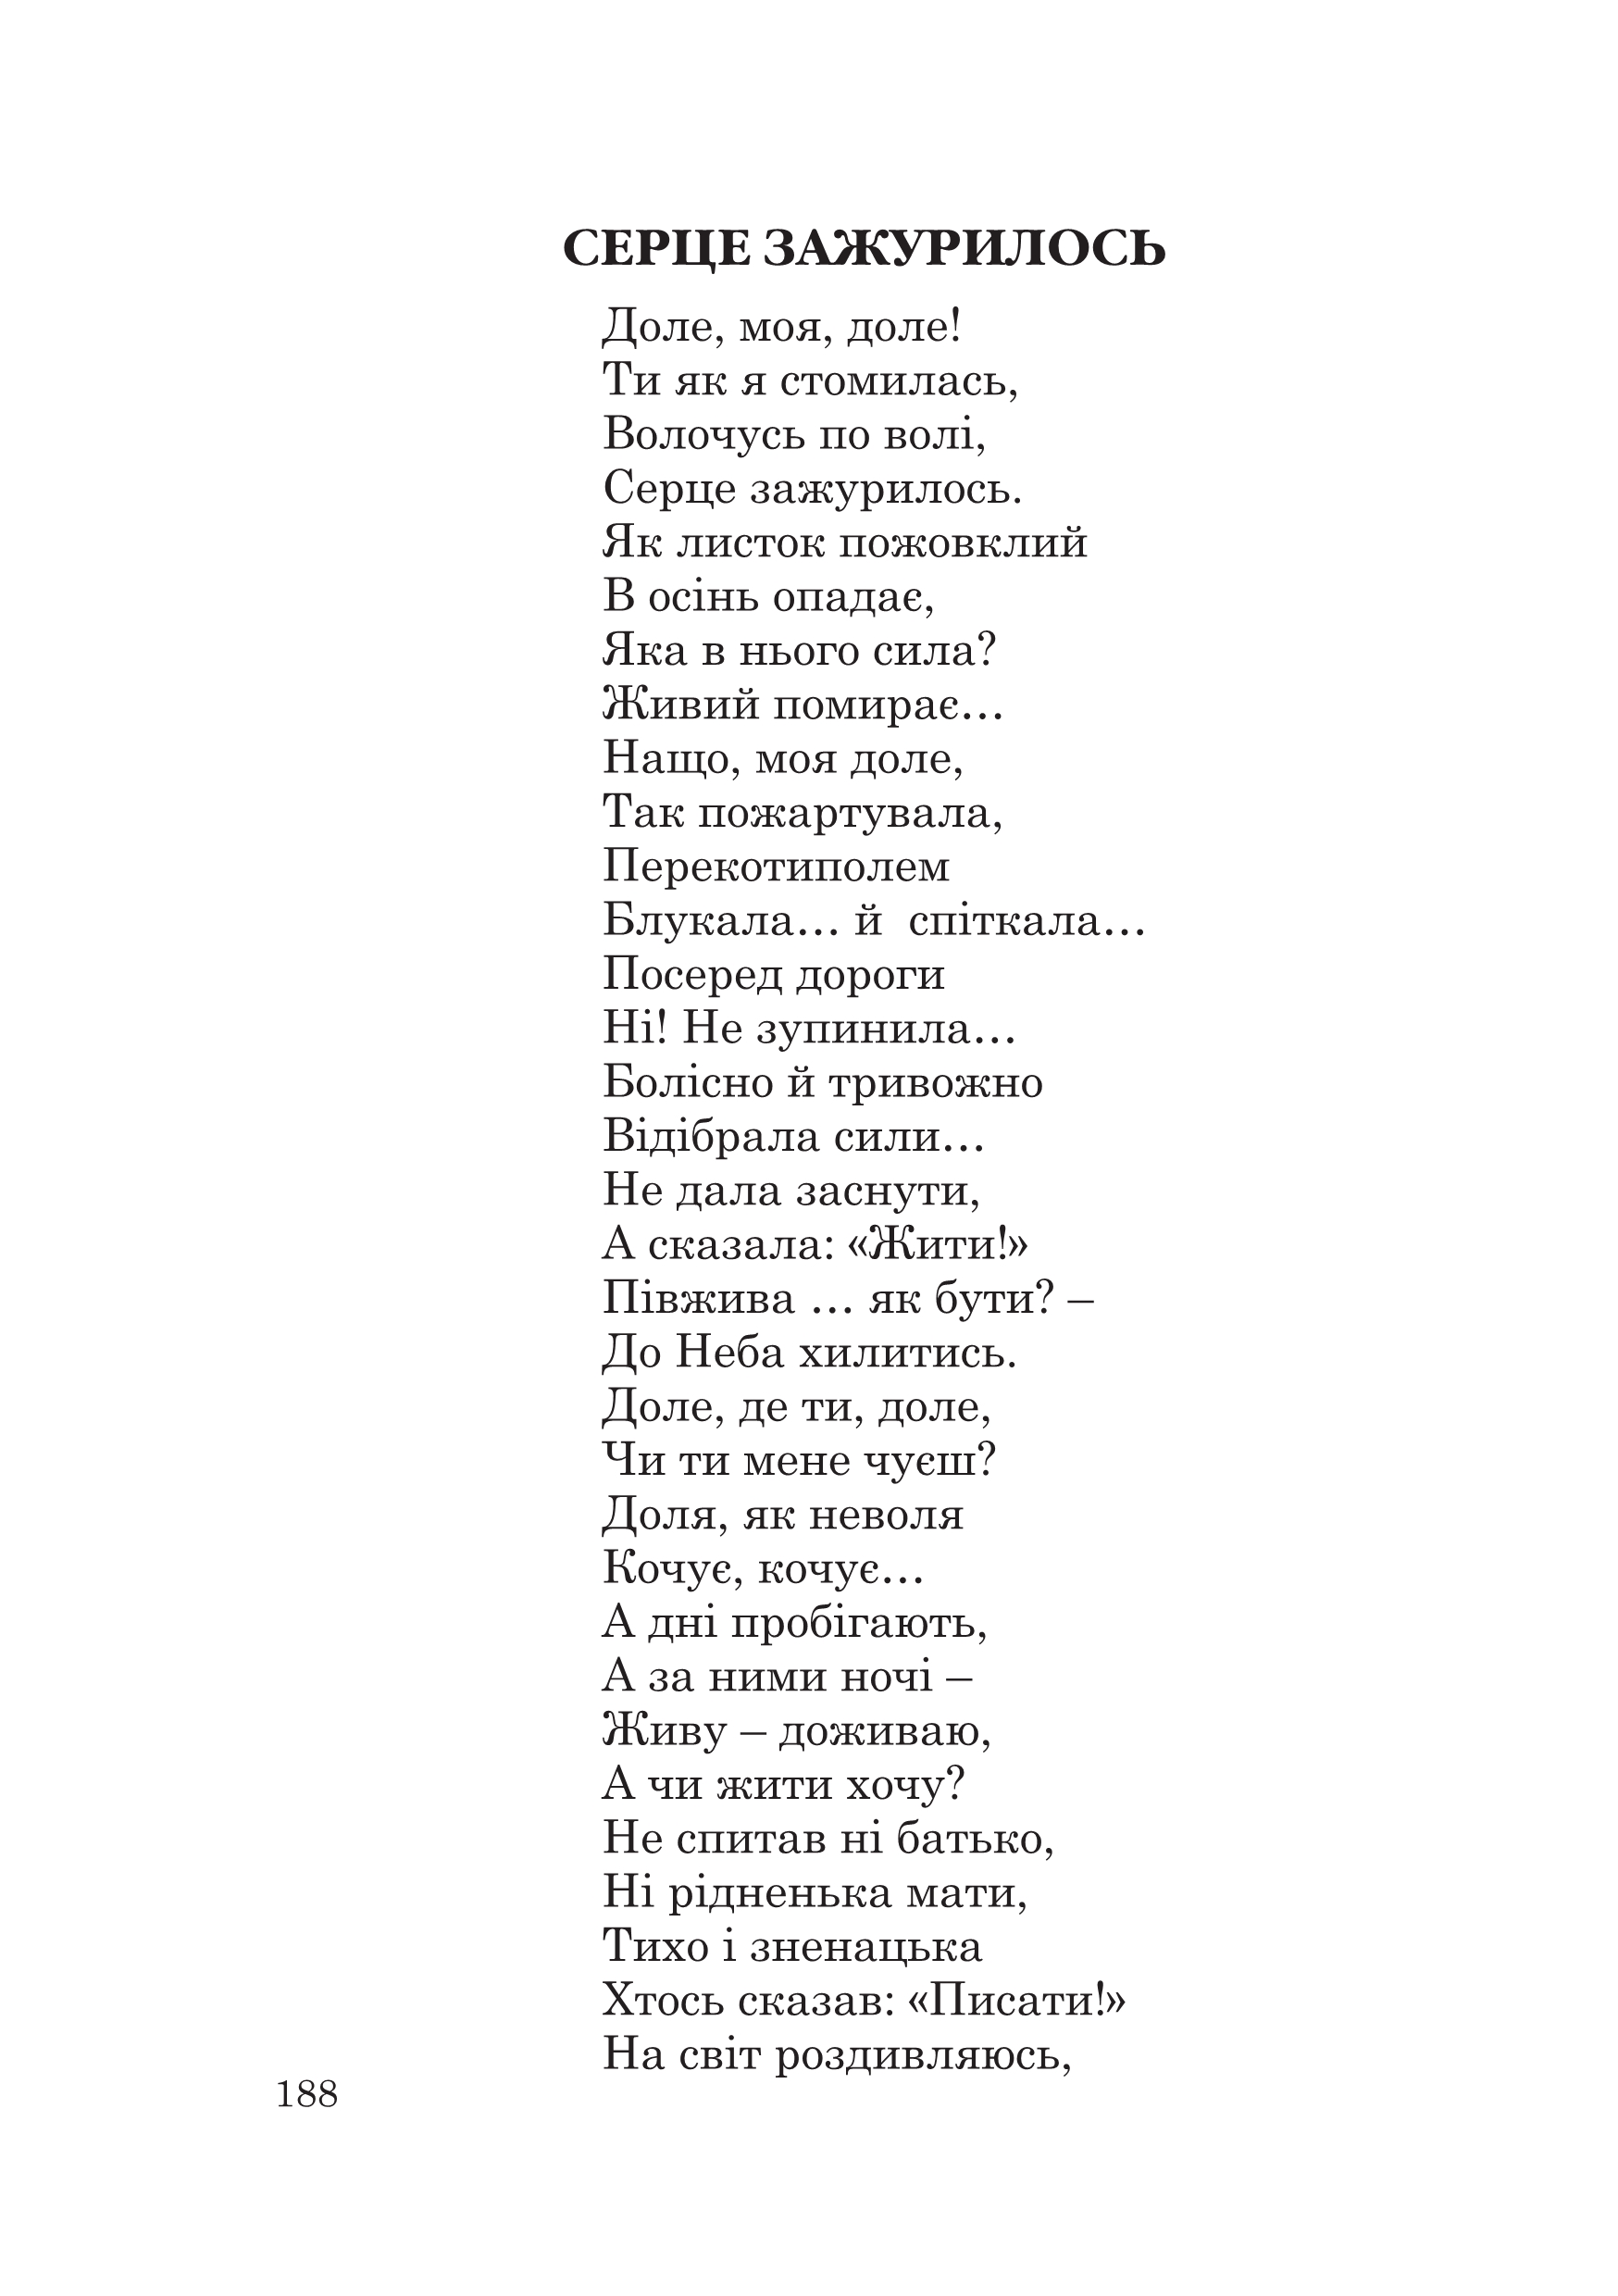 СЕРЦЕ ЗАЖУРИЛОСЬ
Доле, моя, доле!
Ти як я стомилась,
Волочусь по волі,
Серце зажурилось.
Як листок пожовклий
В осінь опадає,
Яка в нього сила?
Живий помирає…
Нащо, моя доле,
Так пожартувала,
Перекотиполем
Блукала… й  спіткала…
Посеред дороги
Ні! Не зупинила…
Болісно й тривожно
Відібрала сили…
Не дала заснути,
А сказала: «Жити!»
Півжива … як бути? –
До Неба хилитись.
Доле, де ти, доле,
Чи ти мене чуєш?
Доля, як неволя
Кочує, кочує…
А дні пробігають,
А за ними ночі –
Живу – доживаю,
А чи жити хочу?
Не спитав ні батько,
Ні рідненька мати,
Тихо і зненацька
Хтось сказав: «Писати!»
На світ роздивляюсь,
188